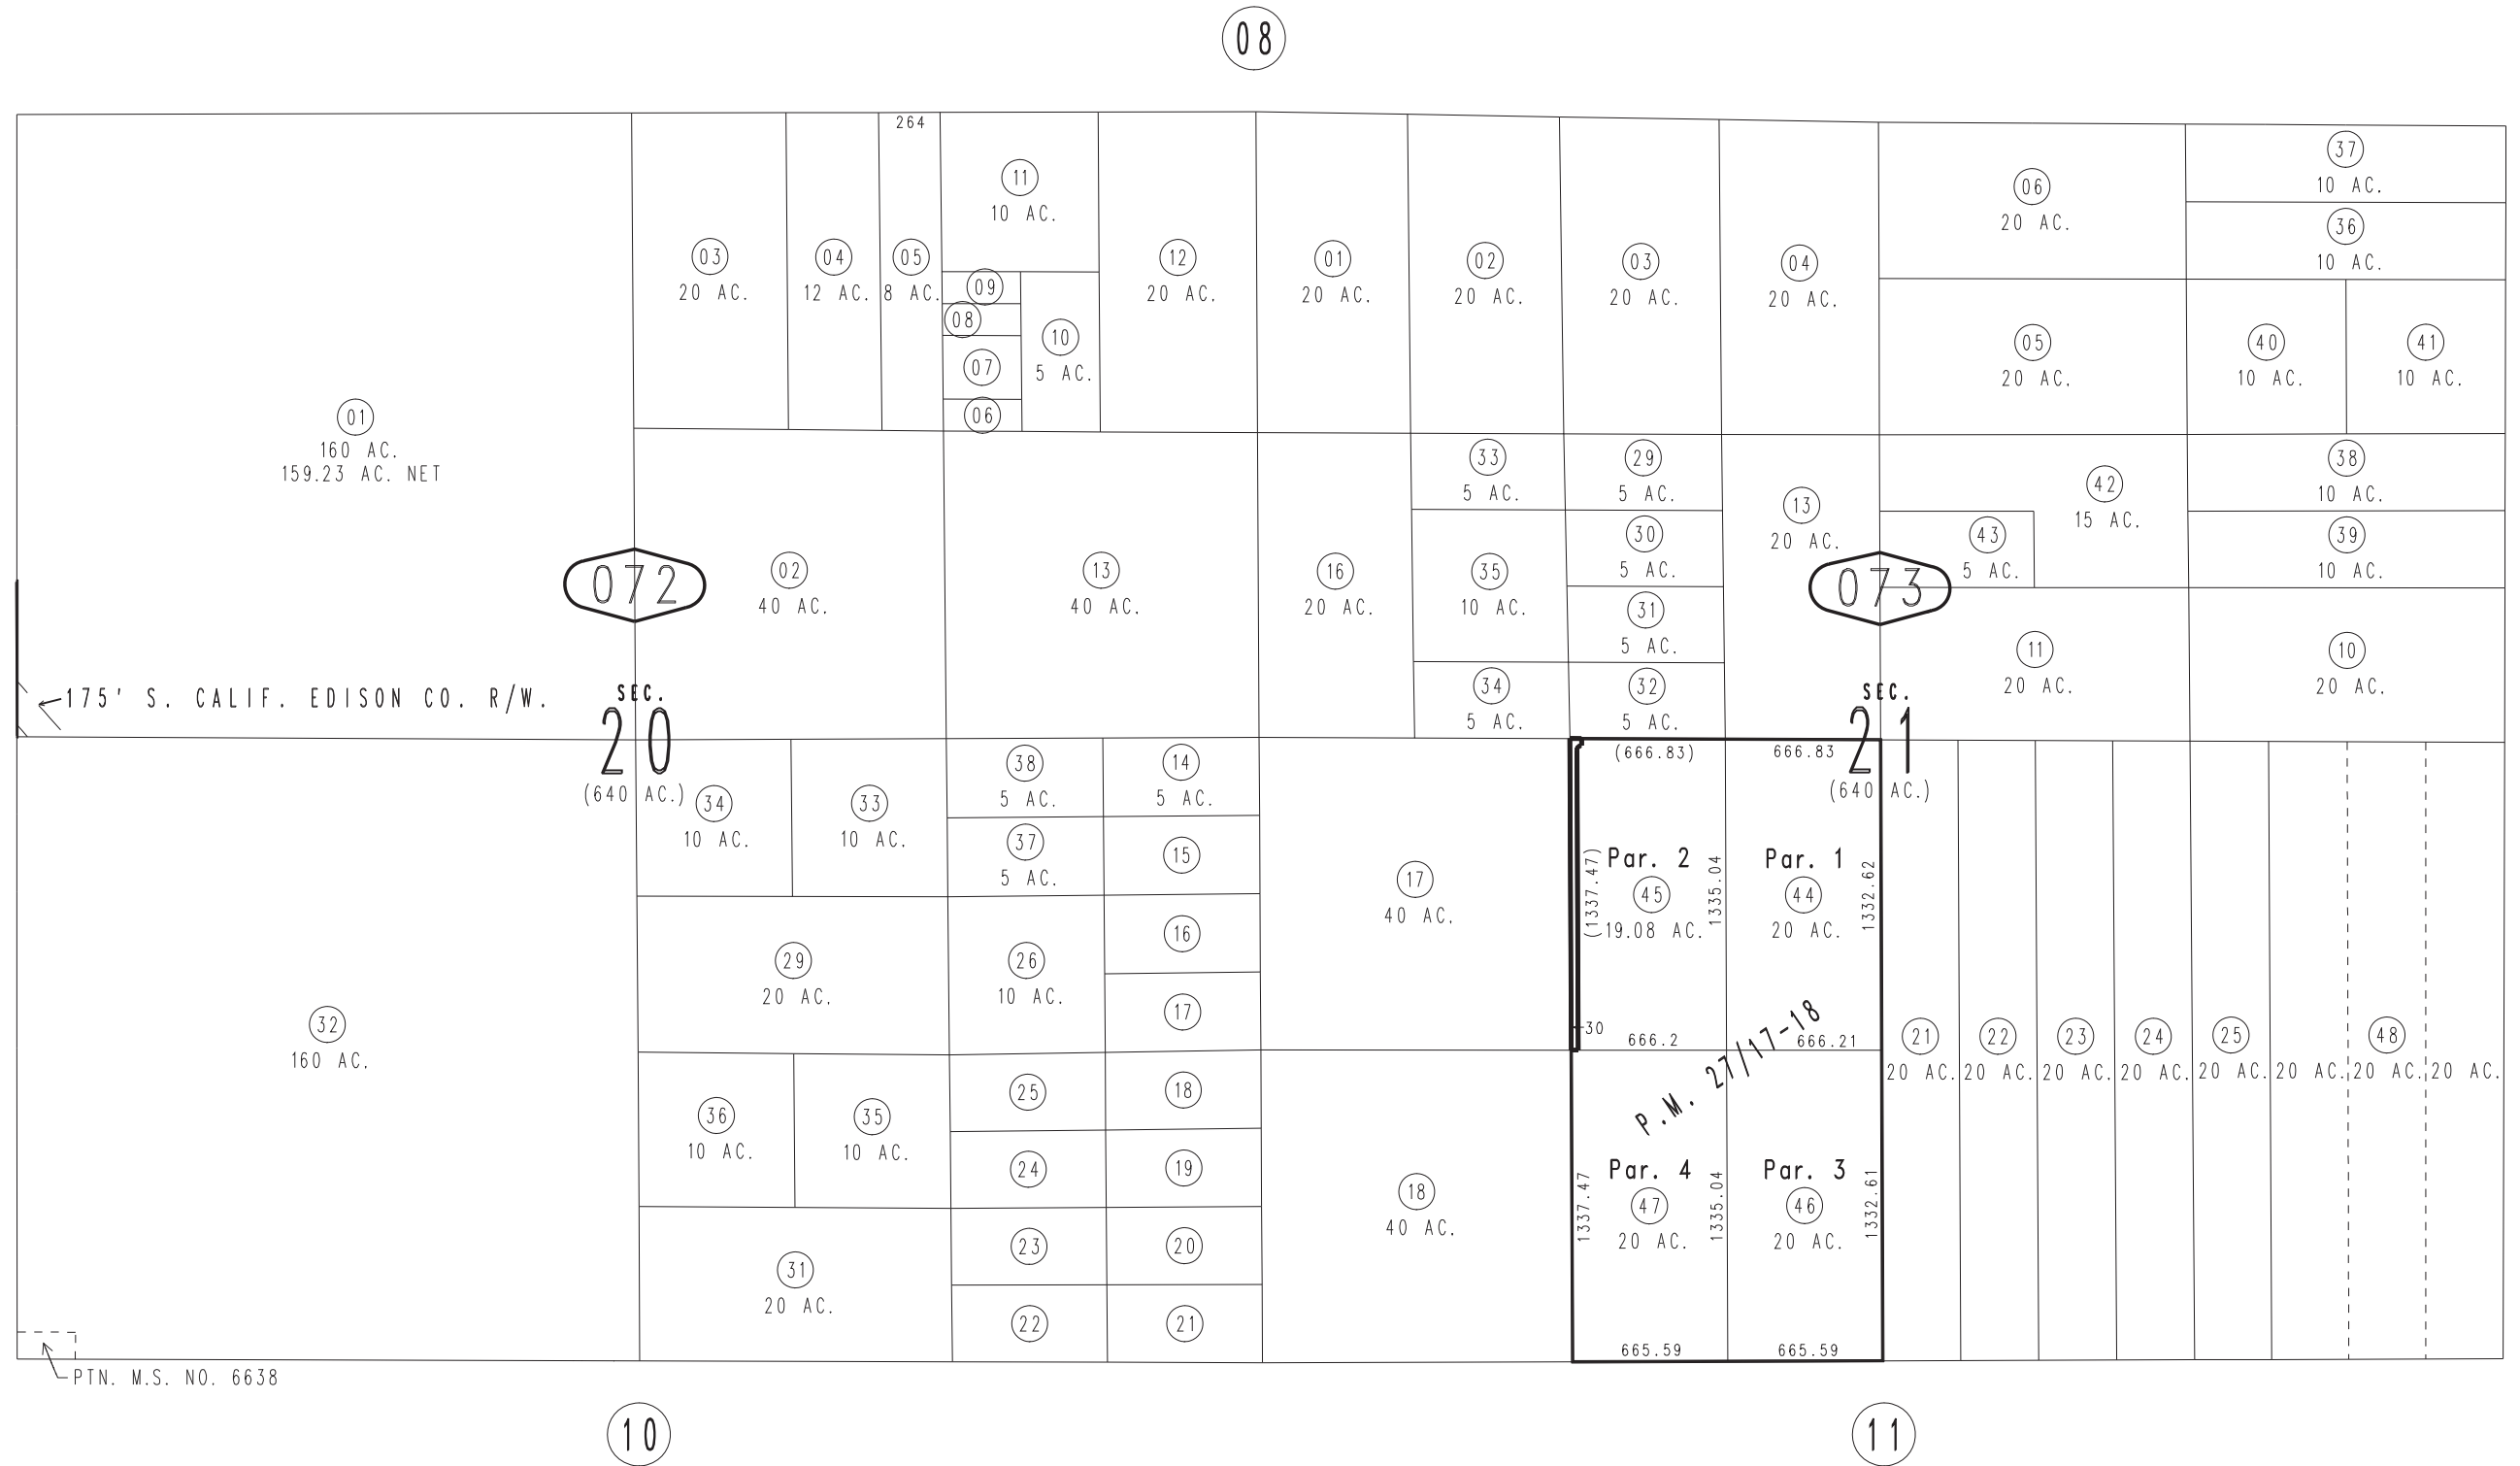 08
264
11
10 AC.
37
10 AC.
06
20 AC.
36
10 AC.
03
20 AC.
04
12 AC.
05
8 AC.
09
08
07
06
10
5 AC.
12
20 AC.
01
20 AC.
02
20 AC.
03
20 AC.
04
20 AC.
05
20 AC.
40
10 AC.
41
10 AC.
01
160 AC.
159.23 AC. NET
33
5 AC.
29
5 AC.
38
10 AC.
42
15 AC.
13
20 AC.
30
5 AC.
43
5 AC.
39
10 AC.
072
02
40 AC.
13
40 AC.
16
20 AC.
35
10 AC.
073
31
5 AC.
11
20 AC.
10
20 AC.
34
5 AC.
32
5 AC.
175' S. CALIF. EDISON CO. R/W.
SEC.
20
(640 AC.)
SEC.
21
(640 AC.)
(666.83)
666.83
34
10 AC.
33
10 AC.
38
5 AC.
14
5 AC.
37
5 AC.
15
17
40 AC.
(1337.47)
Par. 2
45
19.08 AC.
1335.04
Par. 1
44
20 AC.
1332.62
16
29
20 AC.
26
10 AC.
17
30
666.2
666.21
P.M. 27/17-18
32
160 AC.
21
20 AC.
22
20 AC.
23
20 AC.
24
20 AC.
25
20 AC.
20 AC.
48
20 AC.
20 AC.
36
10 AC.
35
10 AC.
25
18
24
19
18
40 AC.
1337.47
Par. 4
47
20 AC.
1335.04
Par. 3
46
20 AC.
1332.61
23
20
31
20 AC.
22
21
665.59
665.59
PTN. M.S. NO. 6638
10
11